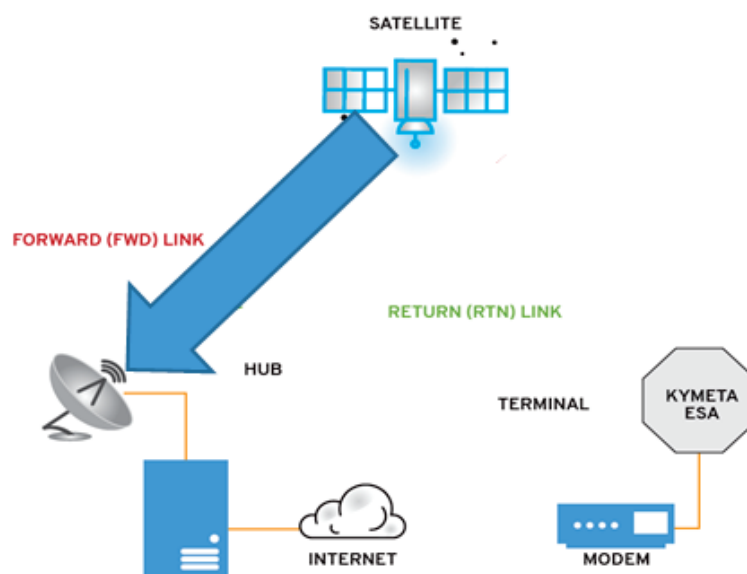 SATELLITE
FORWARD (FWD) LINK
RETURN (RTN) LINK
HUB
TERMINAL
KYMETA
ESA
INTERNET
MODEM